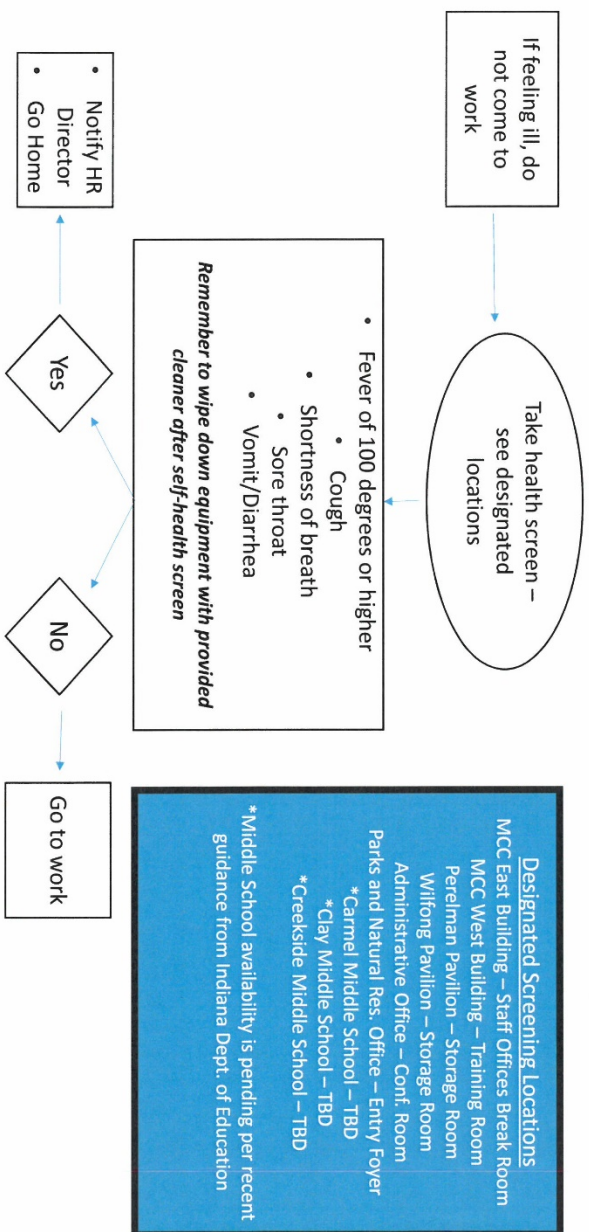 If feeling ill, do
not come to
work
Take health screen –
see designated
locations
• Fever of 100 degrees or higher
• Cough
• Shortness of breath
• Sore throat
• Vomit/Diarrhea
Remember to wipe down equipment with provided
cleaner after self-health screen
Yes
• Notify HR
Director
• Go Home
No
Go to work
Designated Screening Locations
MCC East Building – Staff Offices Break Room
MCC West Building – Training Room
Perelman Pavilion – Storage Room
Wilfong Pavilion – Storage Room
Administrative Office – Conf. Room
Parks and Natural Res. Office – Entry Foyer
*Carmel Middle School – TBD
*Clay Middle School – TBD
*Creekside Middle School – TBD
*Middle School availability is pending per recent
guidance from Indiana Dept. of Education